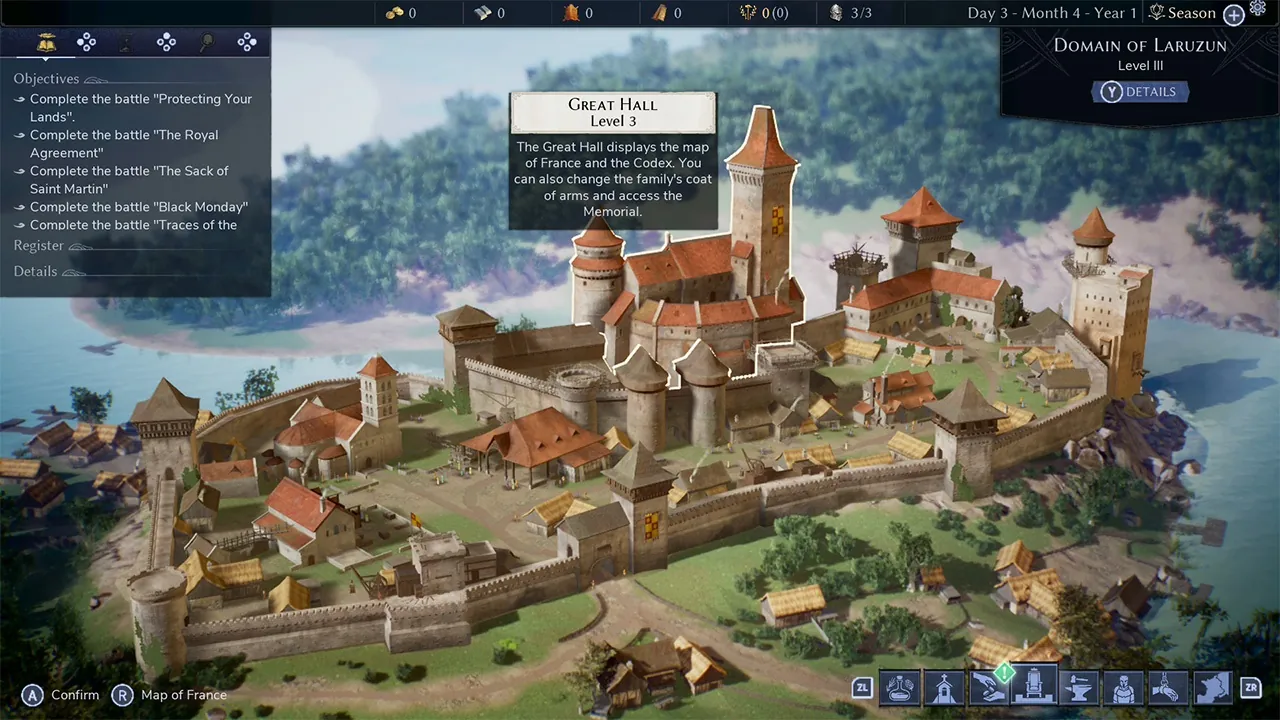 0
0
0
0
0(0)
3/3
Day 3 - Month 4 - Year 1
Season
Domain of Laruzun
Level III
Y DETAILS
Objectives
Complete the battle "Protecting Your
Lands".
Complete the battle "The Royal
Agreement"
Complete the battle "The Sack of
Saint Martin"
Complete the battle "Black Monday"
Complete the battle "Traces of the
Register
Details
Great Hall
Level 3
The Great Hall displays the map
of France and the Codex. You
can also change the family's coat
of arms and access the
Memorial.
A Confirm
R Map of France
ZL
ZR